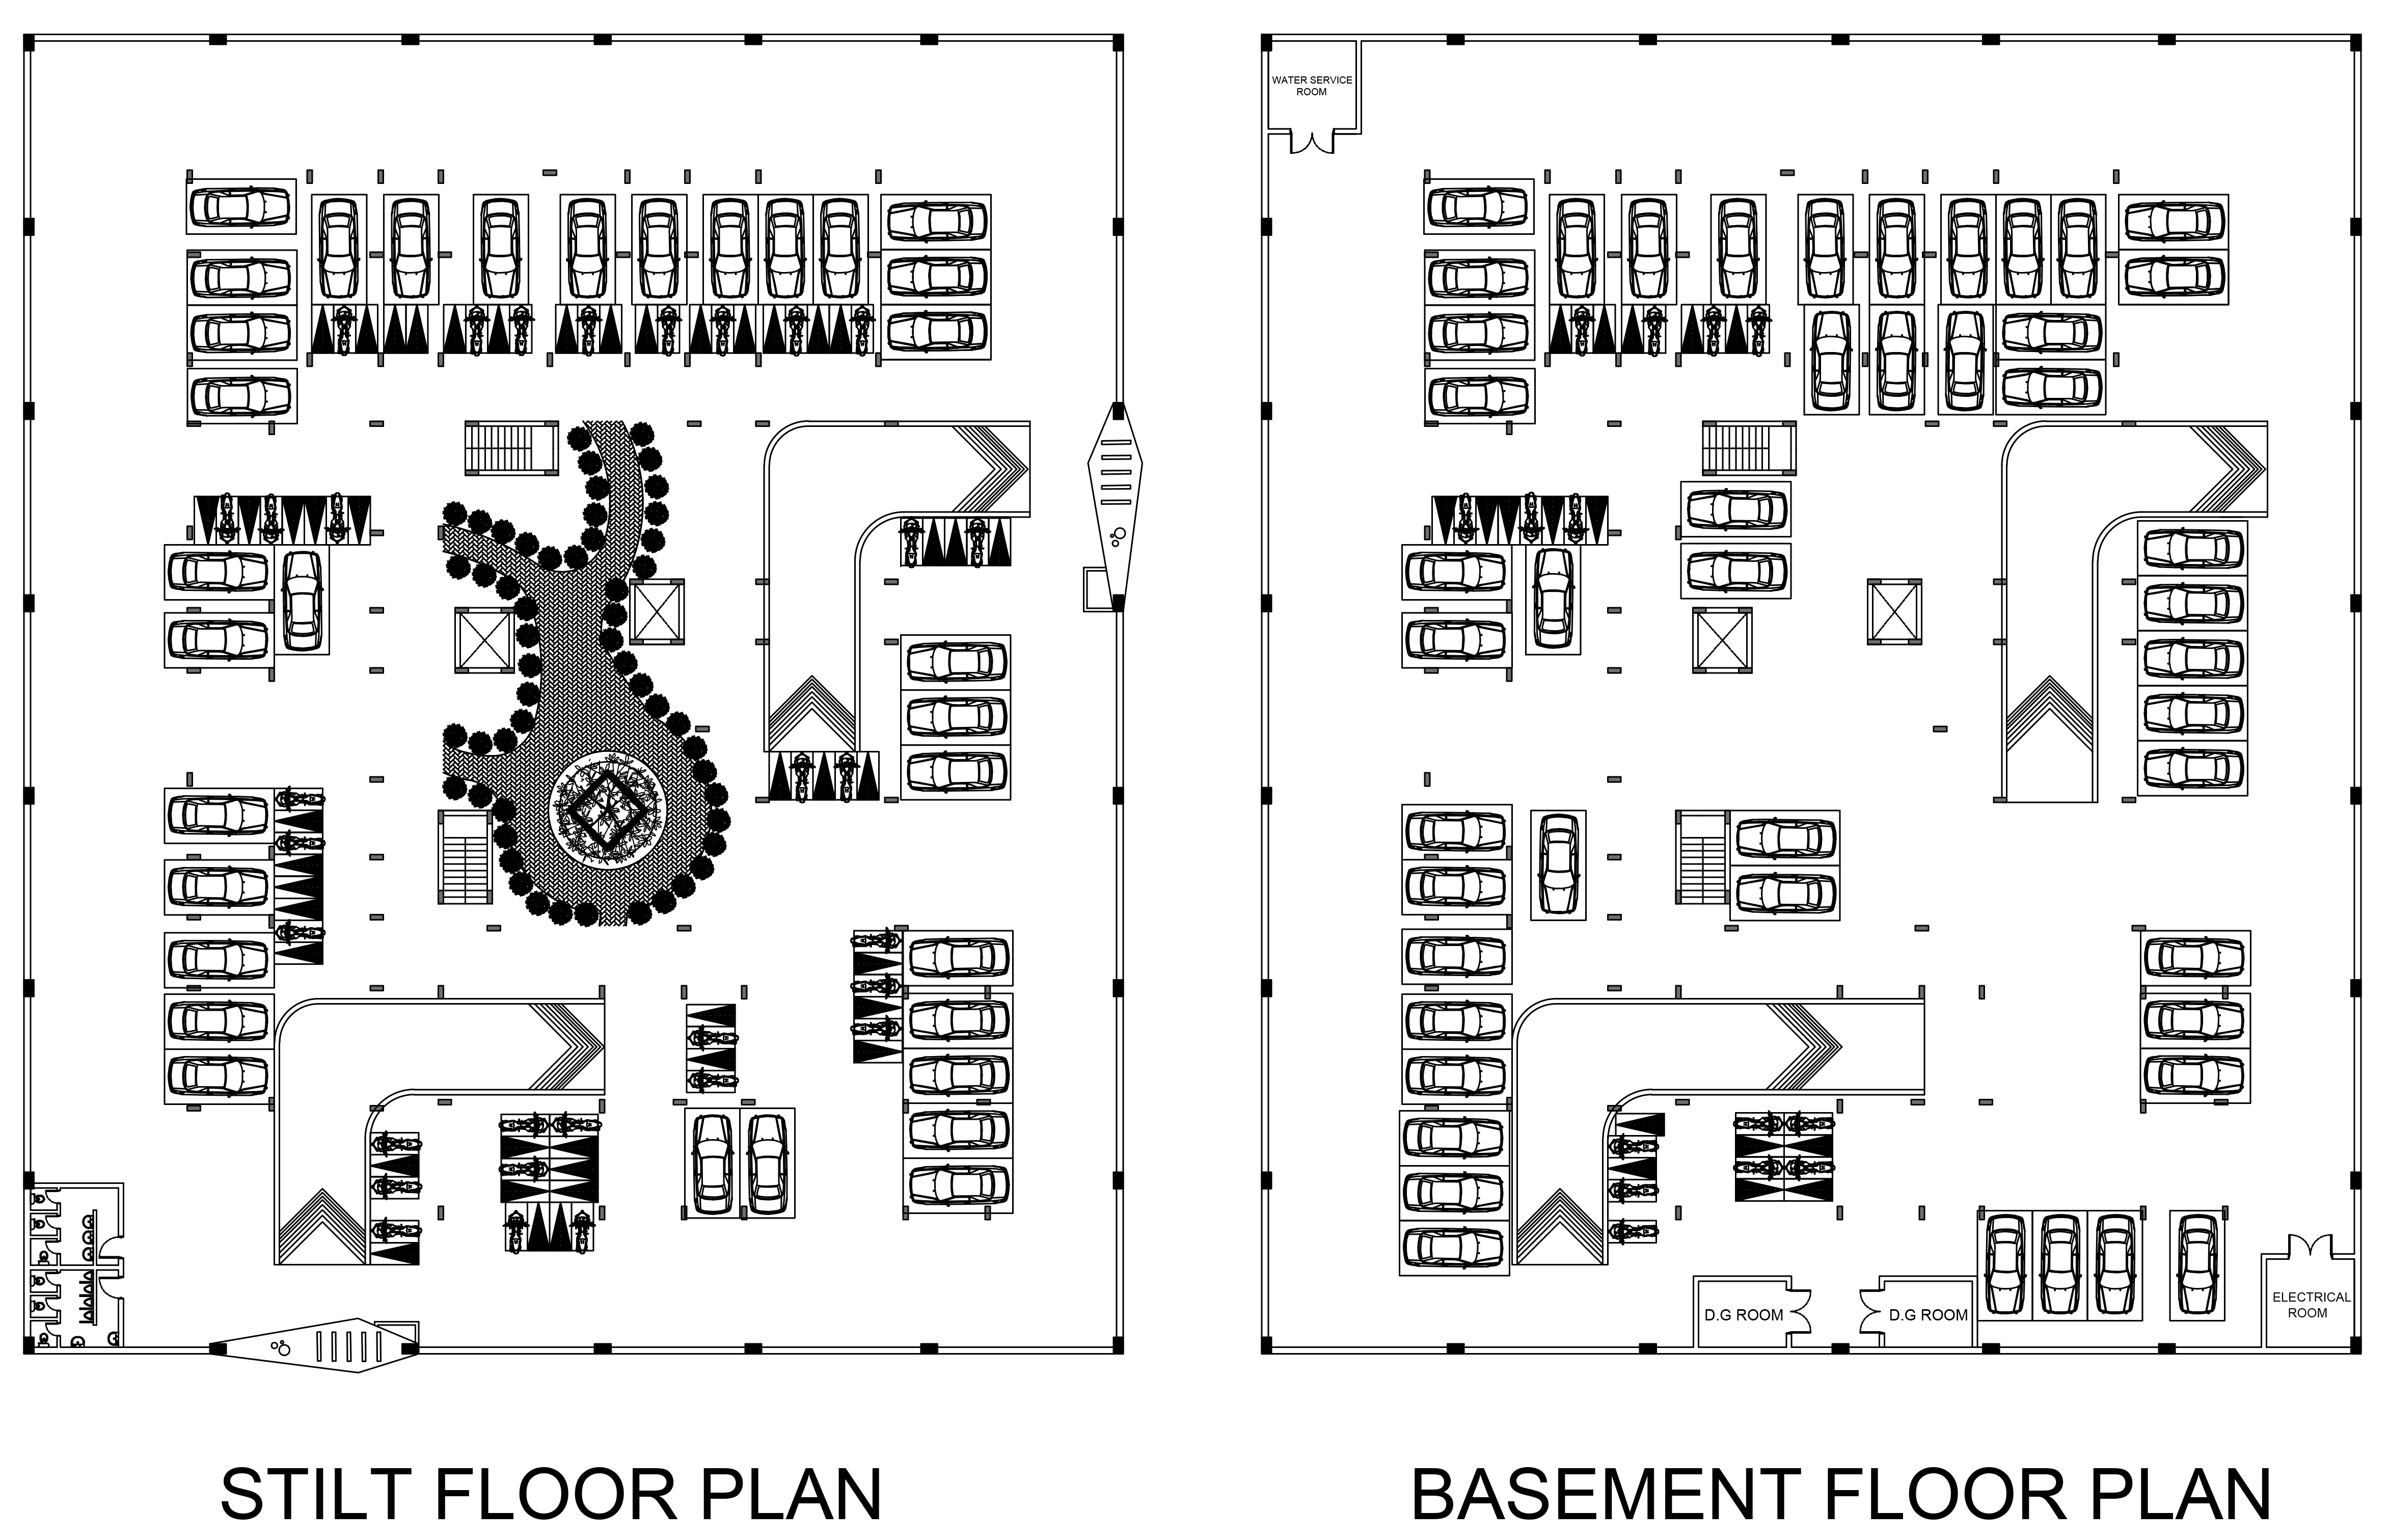 WATER SERVICE
ROOM
D.G ROOM
D.G ROOM
ELECTRICAL
ROOM
STILT FLOOR PLAN
BASEMENT FLOOR PLAN